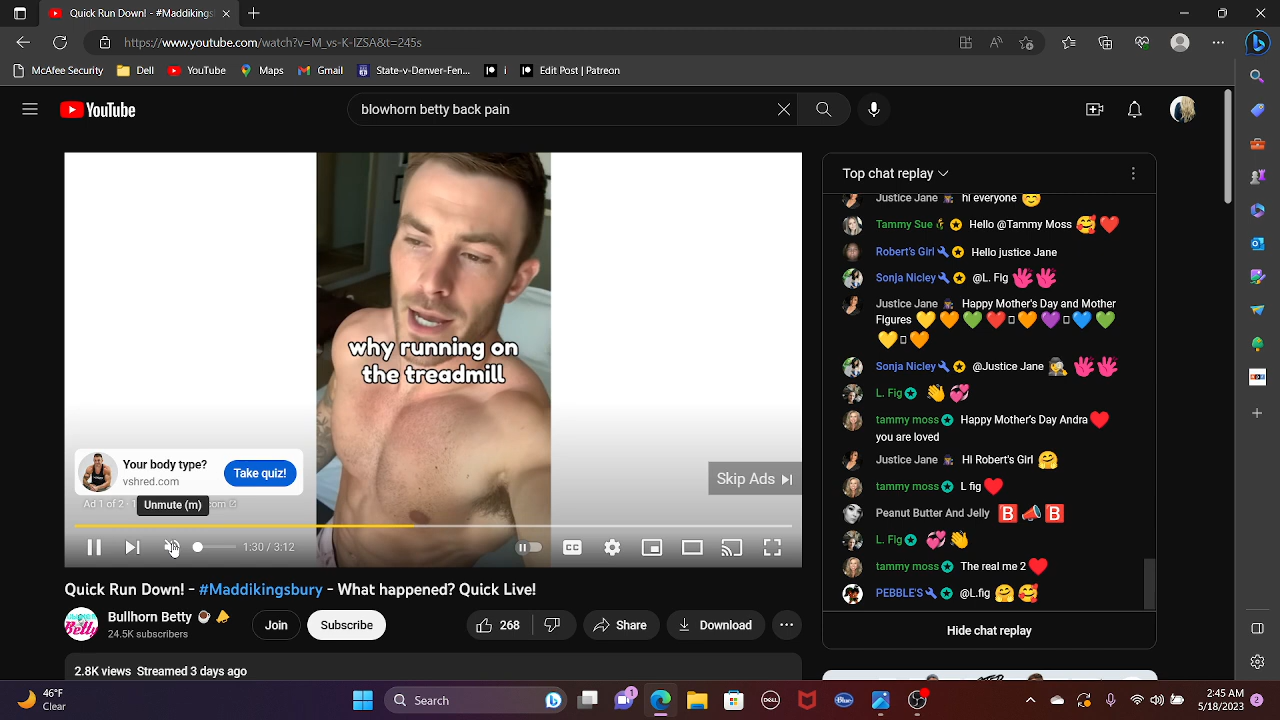 Quick Run Down! - #Maddikings
https://www.youtube.com/watch?v=M_vs-K-IZSA&t=245s
McAfee Security Dell YouTube Maps Gmail State-v-Denver-Fen... i Edit Post | Patreon
YouTube
blowhorn betty back pain
why running on
the treadmill
Your body type?
vshred.com
Take quiz!
Skip Ads
Ad 1 of 2 · 1
com
Unmute (m)
1:30 / 3:12
CC
Quick Run Down! - #Maddikingsbury - What happened? Quick Live!
Bullhorn Betty
24.5K subscribers
Join
Subscribe
268
Share
Download
2.8K views Streamed 3 days ago
Top chat replay
Justice Jane hi everyone
Tammy Sue Hello @Tammy Moss
Robert's Girl Hello justice Jane
Sonja Nicley @L. Fig
Justice Jane Happy Mother's Day and Mother
Figures
Sonja Nicley @Justice Jane
L. Fig
tammy moss Happy Mother's Day Andra
you are loved
Justice Jane Hi Robert's Girl
tammy moss L fig
Peanut Butter And Jelly B B
L. Fig
tammy moss The real me 2
PEBBLE'S @L.fig
Hide chat replay
46°F
Clear
Search
1
DELL
2:45 AM
5/18/2023
2